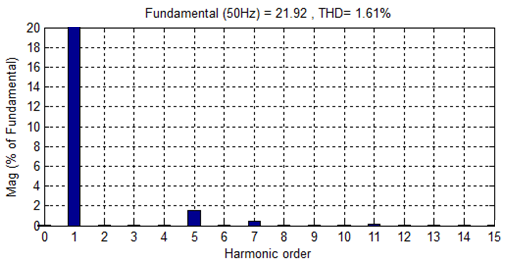 Fundamental (50Hz) = 21.92 , THD= 1.61%
20
18
16
14
12
10
8
6
4
2
0
Mag (% of Fundamental)
0 1 2 3 4 5 6 7 8 9 10 11 12 13 14 15
Harmonic order